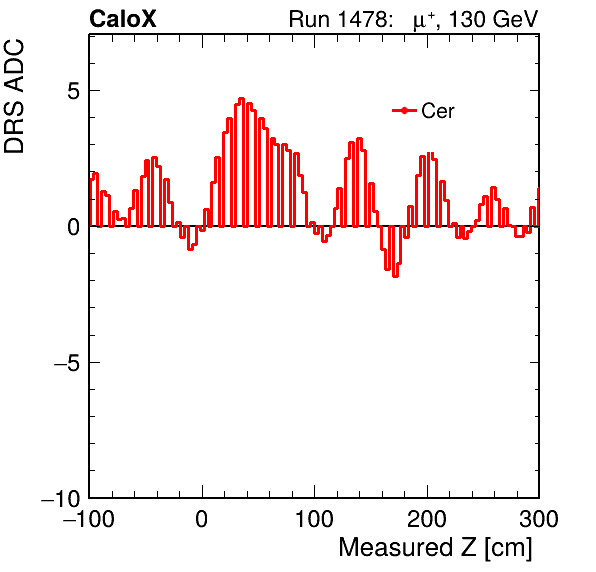 CaloX Run 1478: μ⁺, 130 GeV
DRS ADC
Cer
5
0
−5
−10
−100 0 100 200 300
Measured Z [cm]